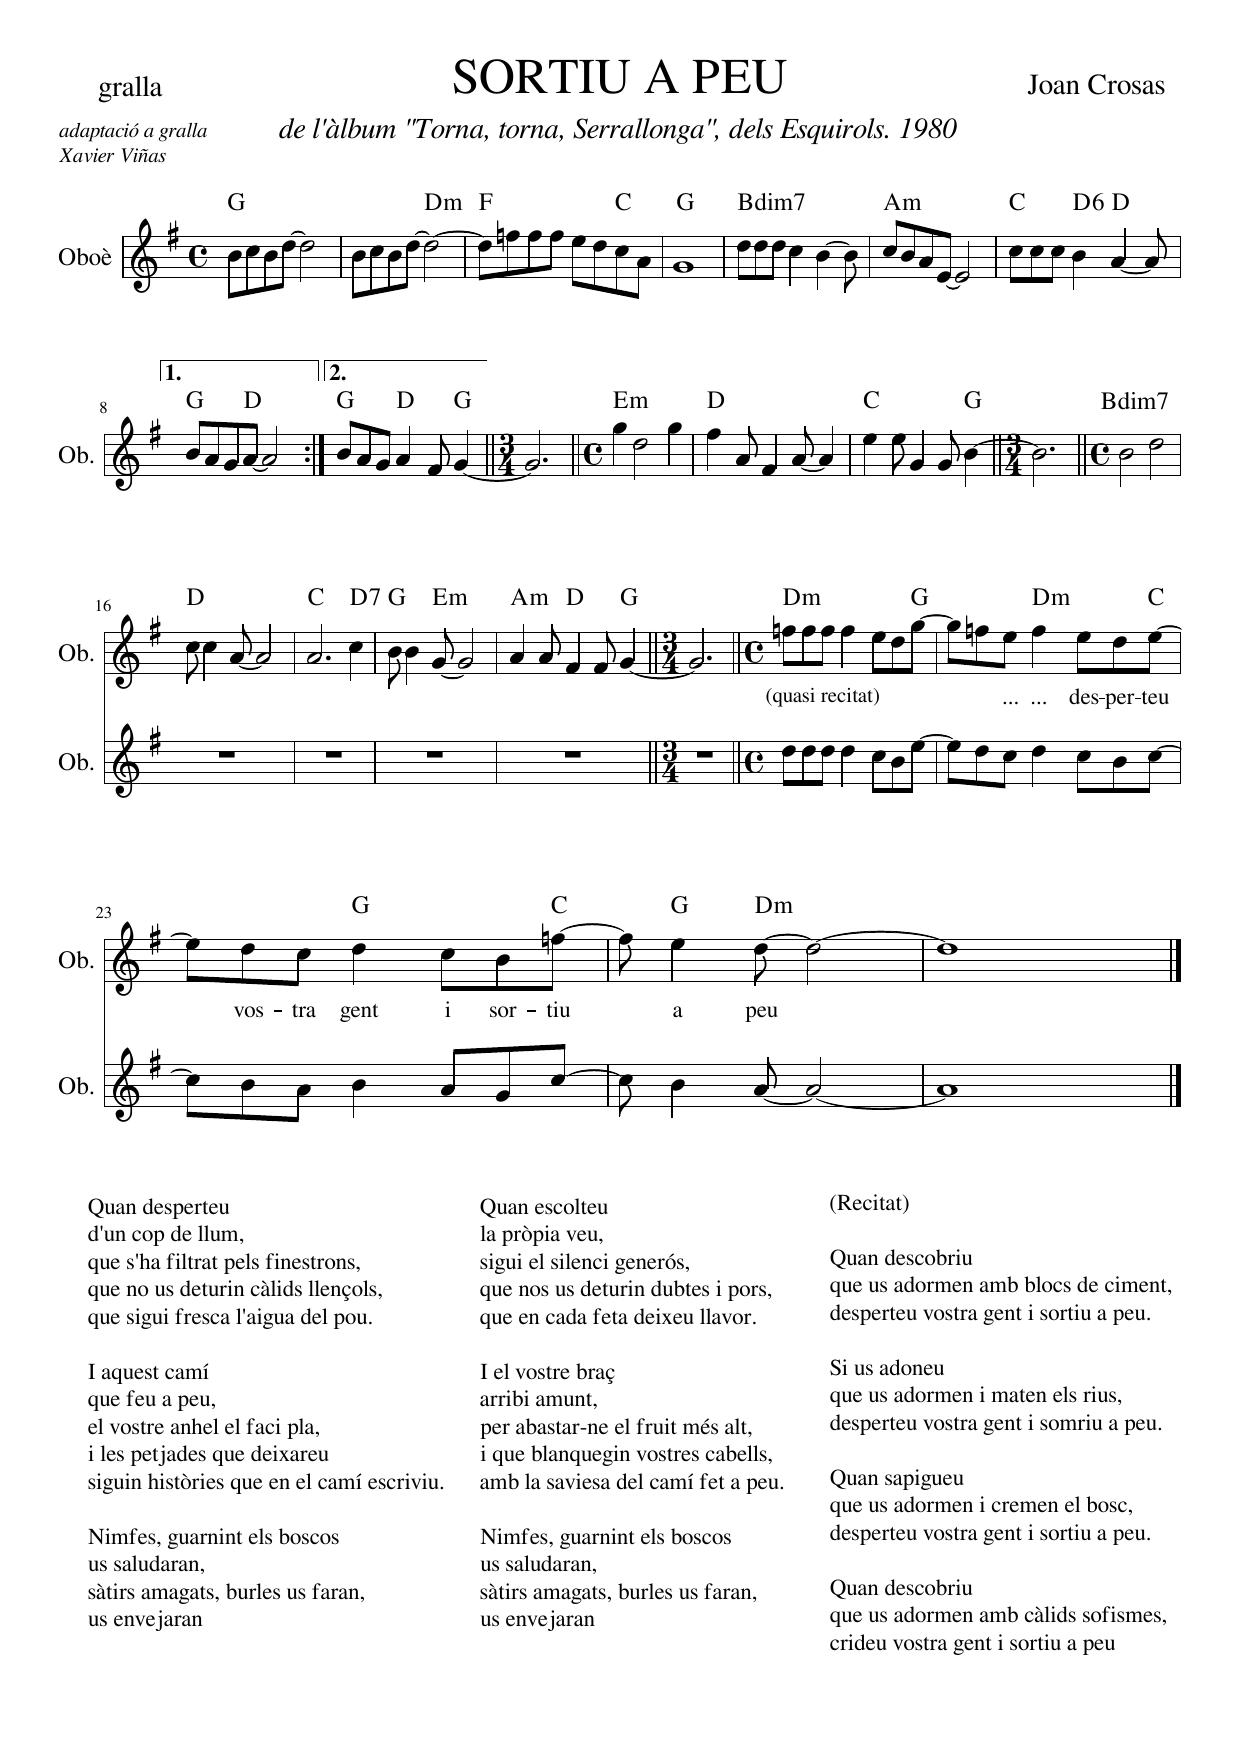 SORTIU A PEU
gralla
Joan Crosas
adaptació a gralla
Xavier Viñas
de l'àlbum "Torna, torna, Serrallonga", dels Esquirols. 1980
G Dm F C G Bdim7 Am C D6 D
Oboè
1. 2.
8 G D G D G Em D C G Bdim7
3 4 3 4
Ob.
16 D C D7 G Em Am D G Dm G Dm C
3 4
Ob.
(quasi recitat) ... ... des-per-teu
3 4
Ob.
23 G C G Dm
Ob.
vos - tra gent i sor - tiu a peu
Ob.
Quan desperteu
d'un cop de llum,
que s'ha filtrat pels finestrons,
que no us deturin càlids llençols,
que sigui fresca l'aigua del pou.
I aquest camí
que feu a peu,
el vostre anhel el faci pla,
i les petjades que deixareu
siguin històries que en el camí escriviu.
Nimfes, guarnint els boscos
us saludaran,
sàtirs amagats, burles us faran,
us envejaran
Quan escolteu
la pròpia veu,
sigui el silenci generós,
que nos us deturin dubtes i pors,
que en cada feta deixeu llavor.
I el vostre braç
arribi amunt,
per abastar-ne el fruit més alt,
i que blanquegin vostres cabells,
amb la saviesa del camí fet a peu.
Nimfes, guarnint els boscos
us saludaran,
sàtirs amagats, burles us faran,
us envejaran
(Recitat)
Quan descobriu
que us adormen amb blocs de ciment,
desperteu vostra gent i sortiu a peu.
Si us adoneu
que us adormen i maten els rius,
desperteu vostra gent i somriu a peu.
Quan sapigueu
que us adormen i cremen el bosc,
desperteu vostra gent i sortiu a peu.
Quan descobriu
que us adormen amb càlids sofismes,
crideu vostra gent i sortiu a peu